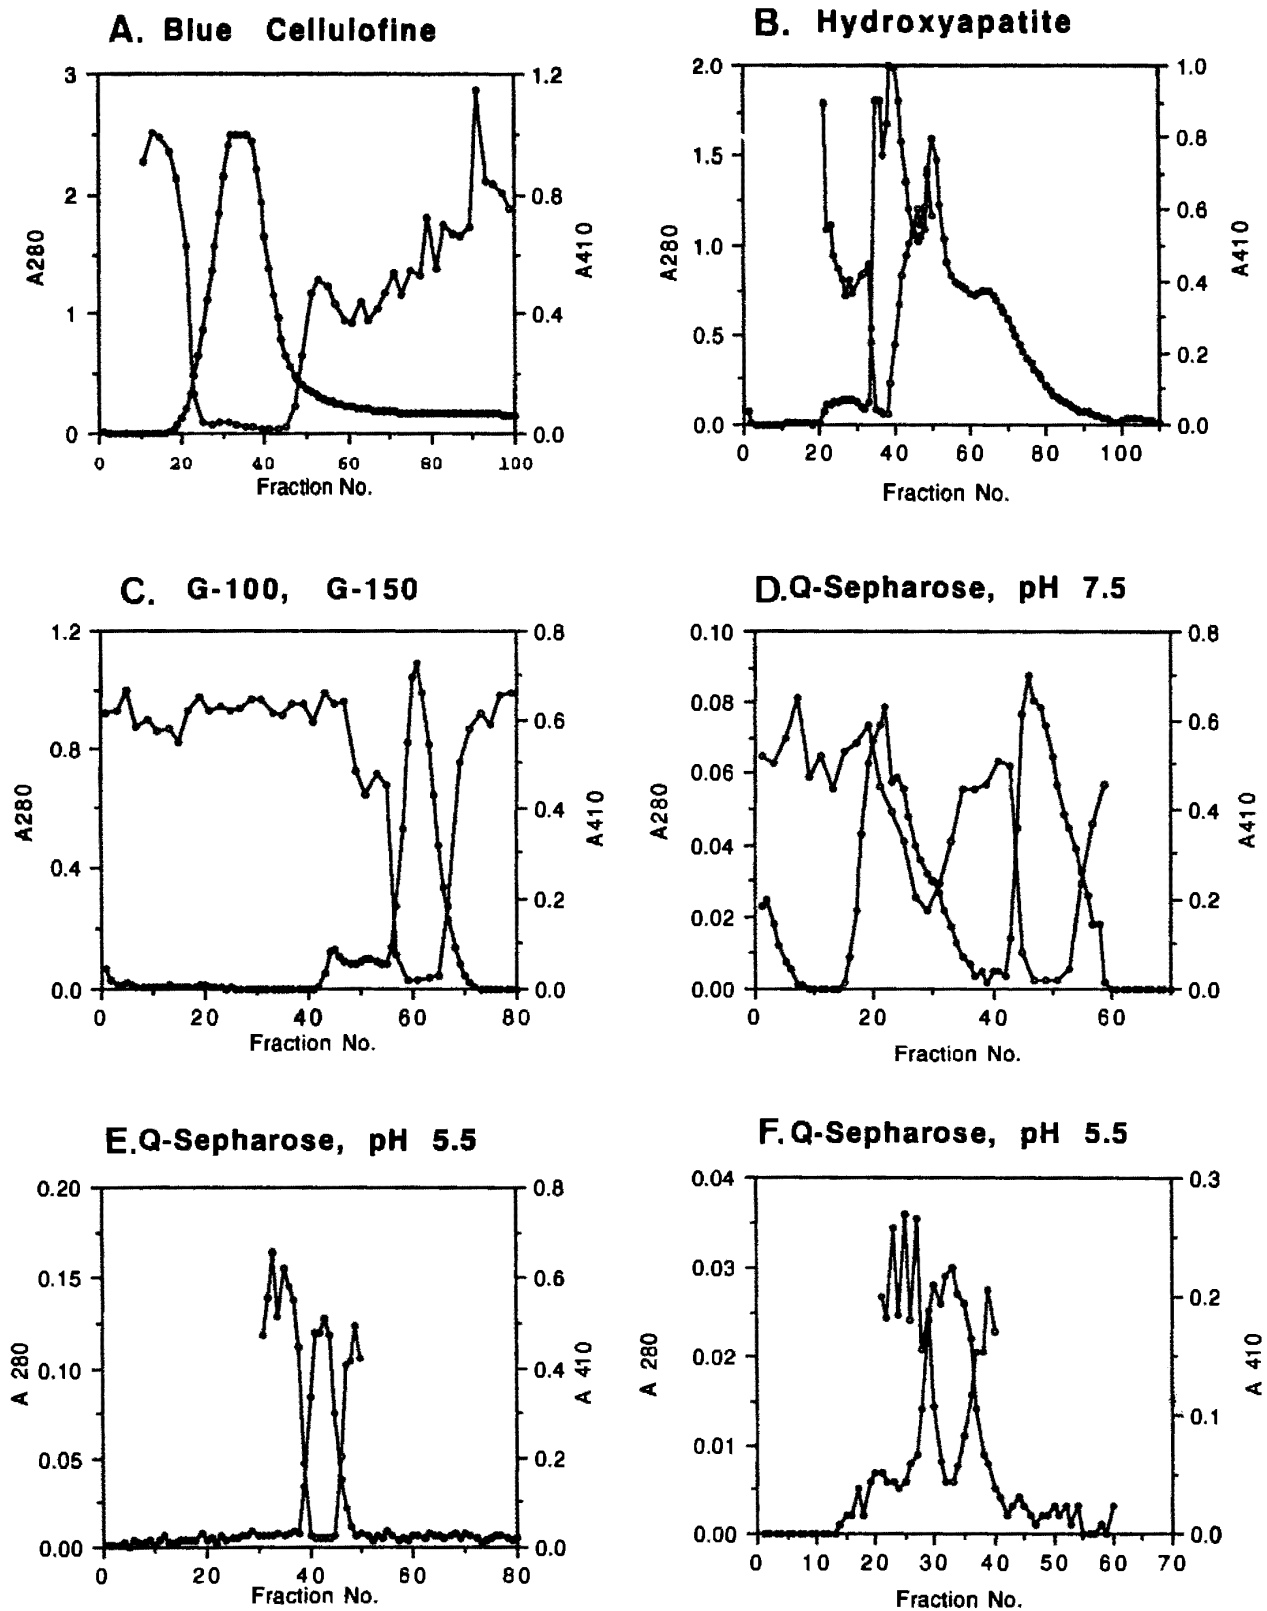 A. Blue Cellulofine
3
2
1
0
A280
1.2
0.8
0.4
0.0
A410
0 20 40 60 80 100
Fraction No.
B. Hydroxyapatite
2.0
1.5
1.0
0.5
0.0
A280
1.0
0.8
0.6
0.4
0.2
0.0
A410
0 20 40 60 80 100
Fraction No.
C. G-100, G-150
1.2
0.8
0.4
0.0
A280
0.8
0.6
0.4
0.2
0.0
A410
0 20 40 60 80
Fraction No.
D. Q-Sepharose, pH 7.5
0.10
0.08
0.06
0.04
0.02
0.00
A280
0.8
0.6
0.4
0.2
0.0
A410
0 20 40 60
Fraction No.
E. Q-Sepharose, pH 5.5
0.20
0.15
0.10
0.05
0.00
A 280
0.8
0.6
0.4
0.2
0.0
A 410
0 20 40 60 80
Fraction No.
F. Q-Sepharose, pH 5.5
0.04
0.03
0.02
0.01
0.00
A 280
0.3
0.2
0.1
0.0
A 410
0 10 20 30 40 50 60 70
Fraction No.